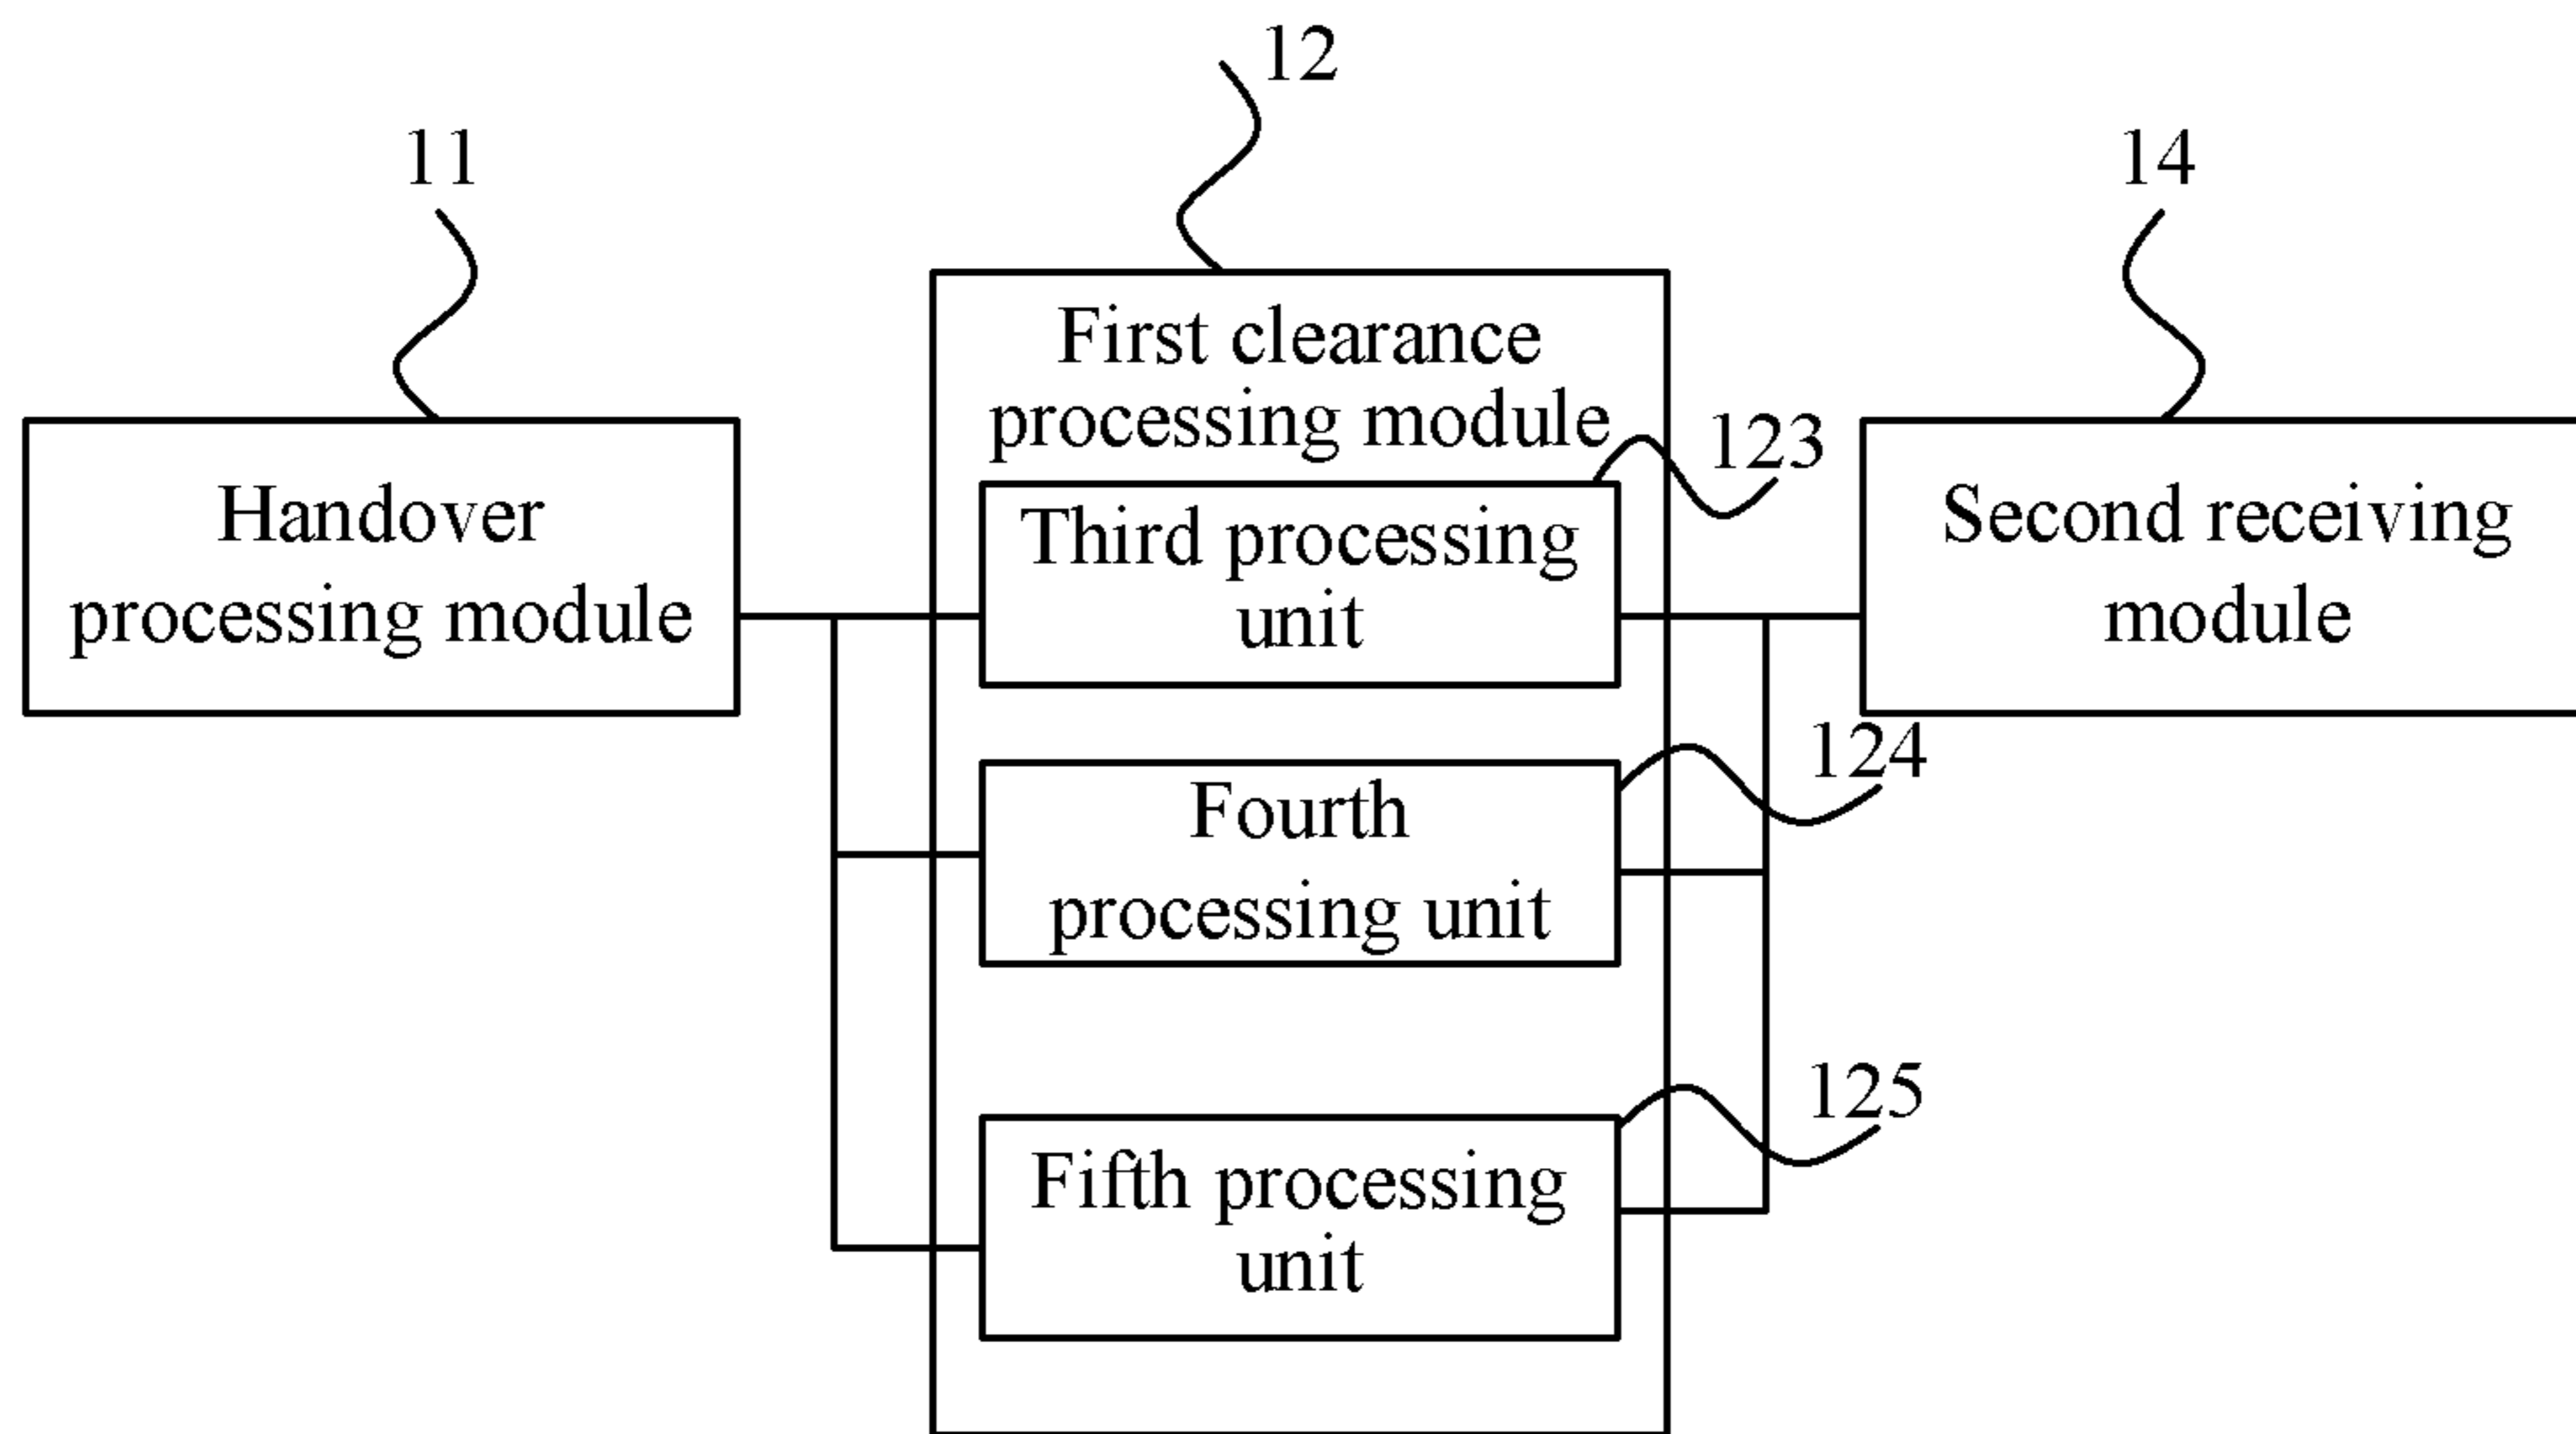 12
11
14
First clearance
processing module
123
Handover
processing module
Third processing
unit
Second receiving
module
124
Fourth
processing unit
125
Fifth processing
unit